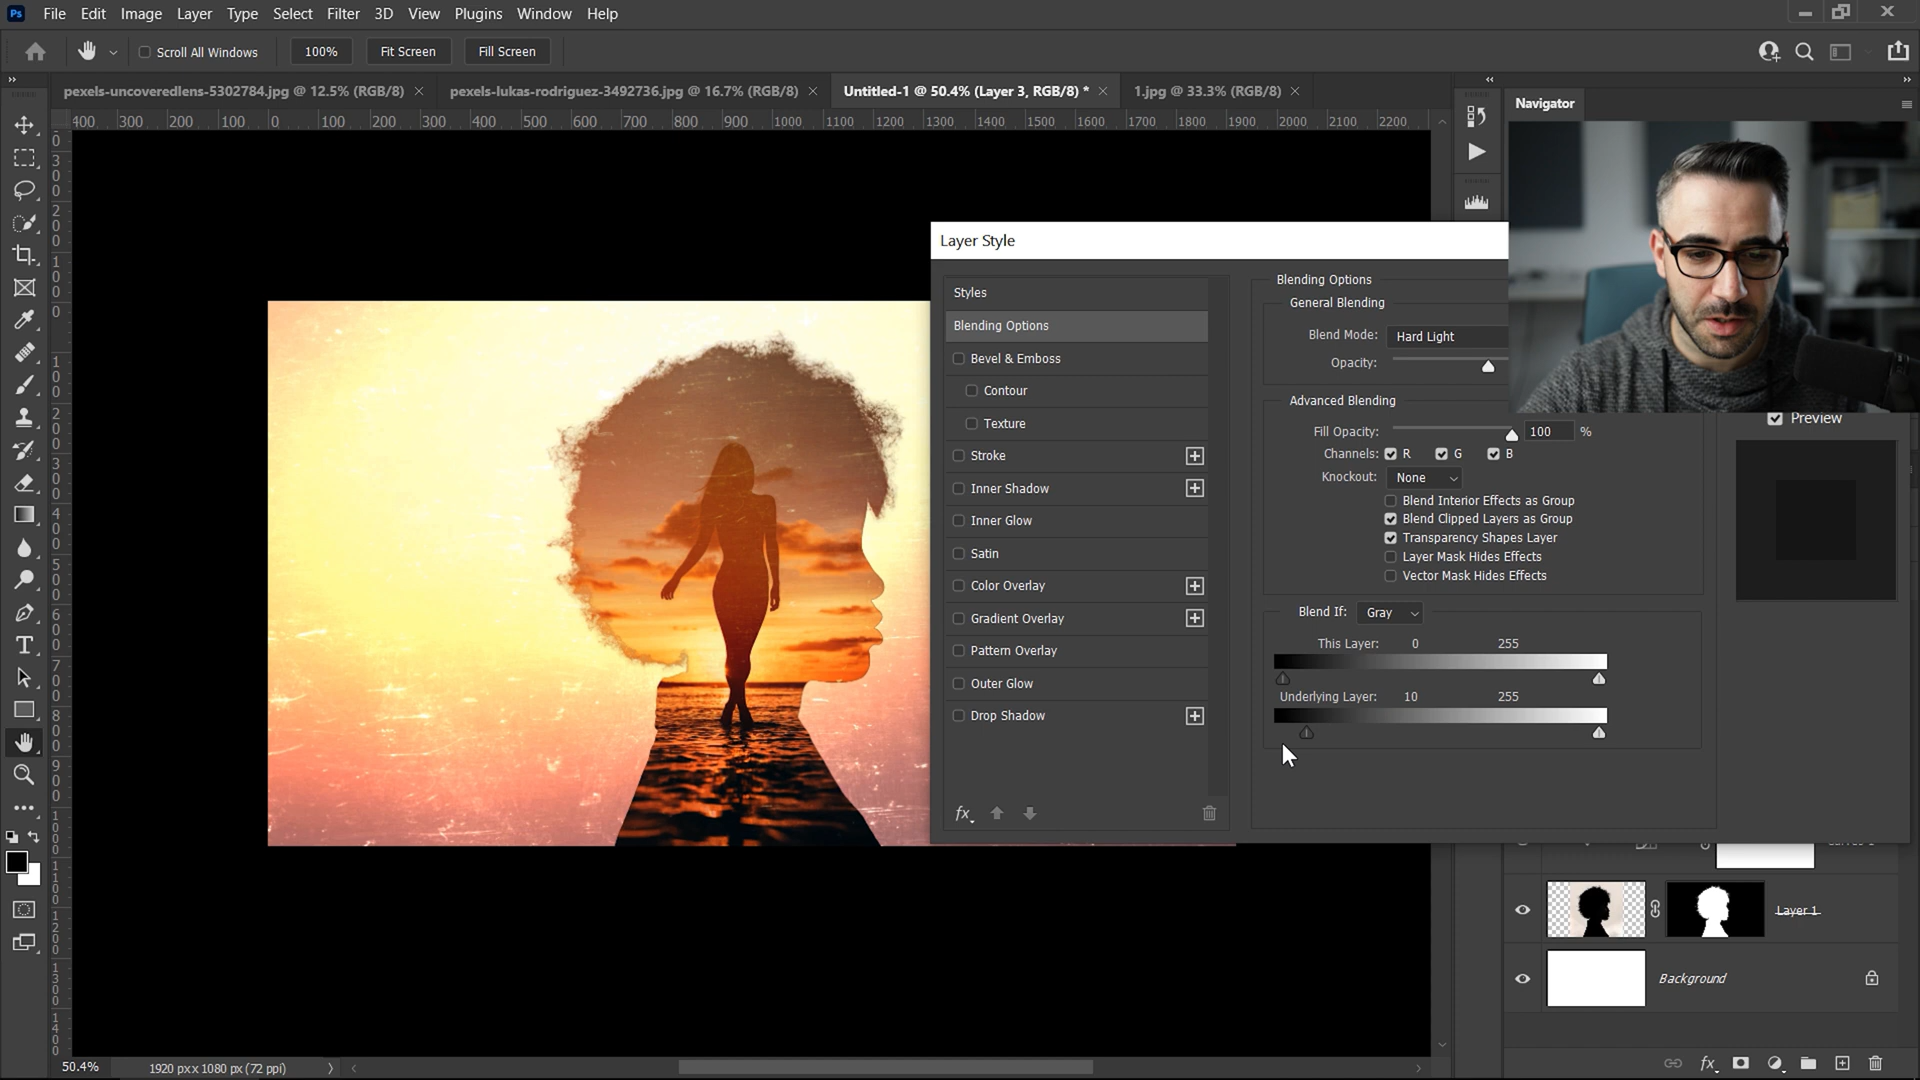 Ps File Edit Image Layer Type Select Filter 3D View Plugins Window Help
Scroll All Windows 100% Fit Screen Fill Screen
pexels-uncoveredlens-5302784.jpg @ 12.5% (RGB/8) pexels-lukas-rodriguez-3492736.jpg @ 16.7% (RGB/8) Untitled-1 @ 50.4% (Layer 3, RGB/8) * 1.jpg @ 33.3% (RGB/8)
Navigator
400 300 200 100 0 100 200 300 400 500 600 700 800 900 1000 1100 1200 1300 1400 1500 1600 1700 1800 1900 2000 2100 2200
Layer Style
Styles
Blending Options
Bevel & Emboss
Contour
Texture
Stroke
Inner Shadow
Inner Glow
Satin
Color Overlay
Gradient Overlay
Pattern Overlay
Outer Glow
Drop Shadow
fx
Blending Options
General Blending
Blend Mode: Hard Light
Opacity:
Advanced Blending
Fill Opacity: 100 %
Channels: R G B
Knockout: None
Blend Interior Effects as Group
Blend Clipped Layers as Group
Transparency Shapes Layer
Layer Mask Hides Effects
Vector Mask Hides Effects
Blend If: Gray
This Layer: 0 255
Underlying Layer: 10 255
Preview
Layer 1
Background
50.4% 1920 px x 1080 px (72 ppi)
fx